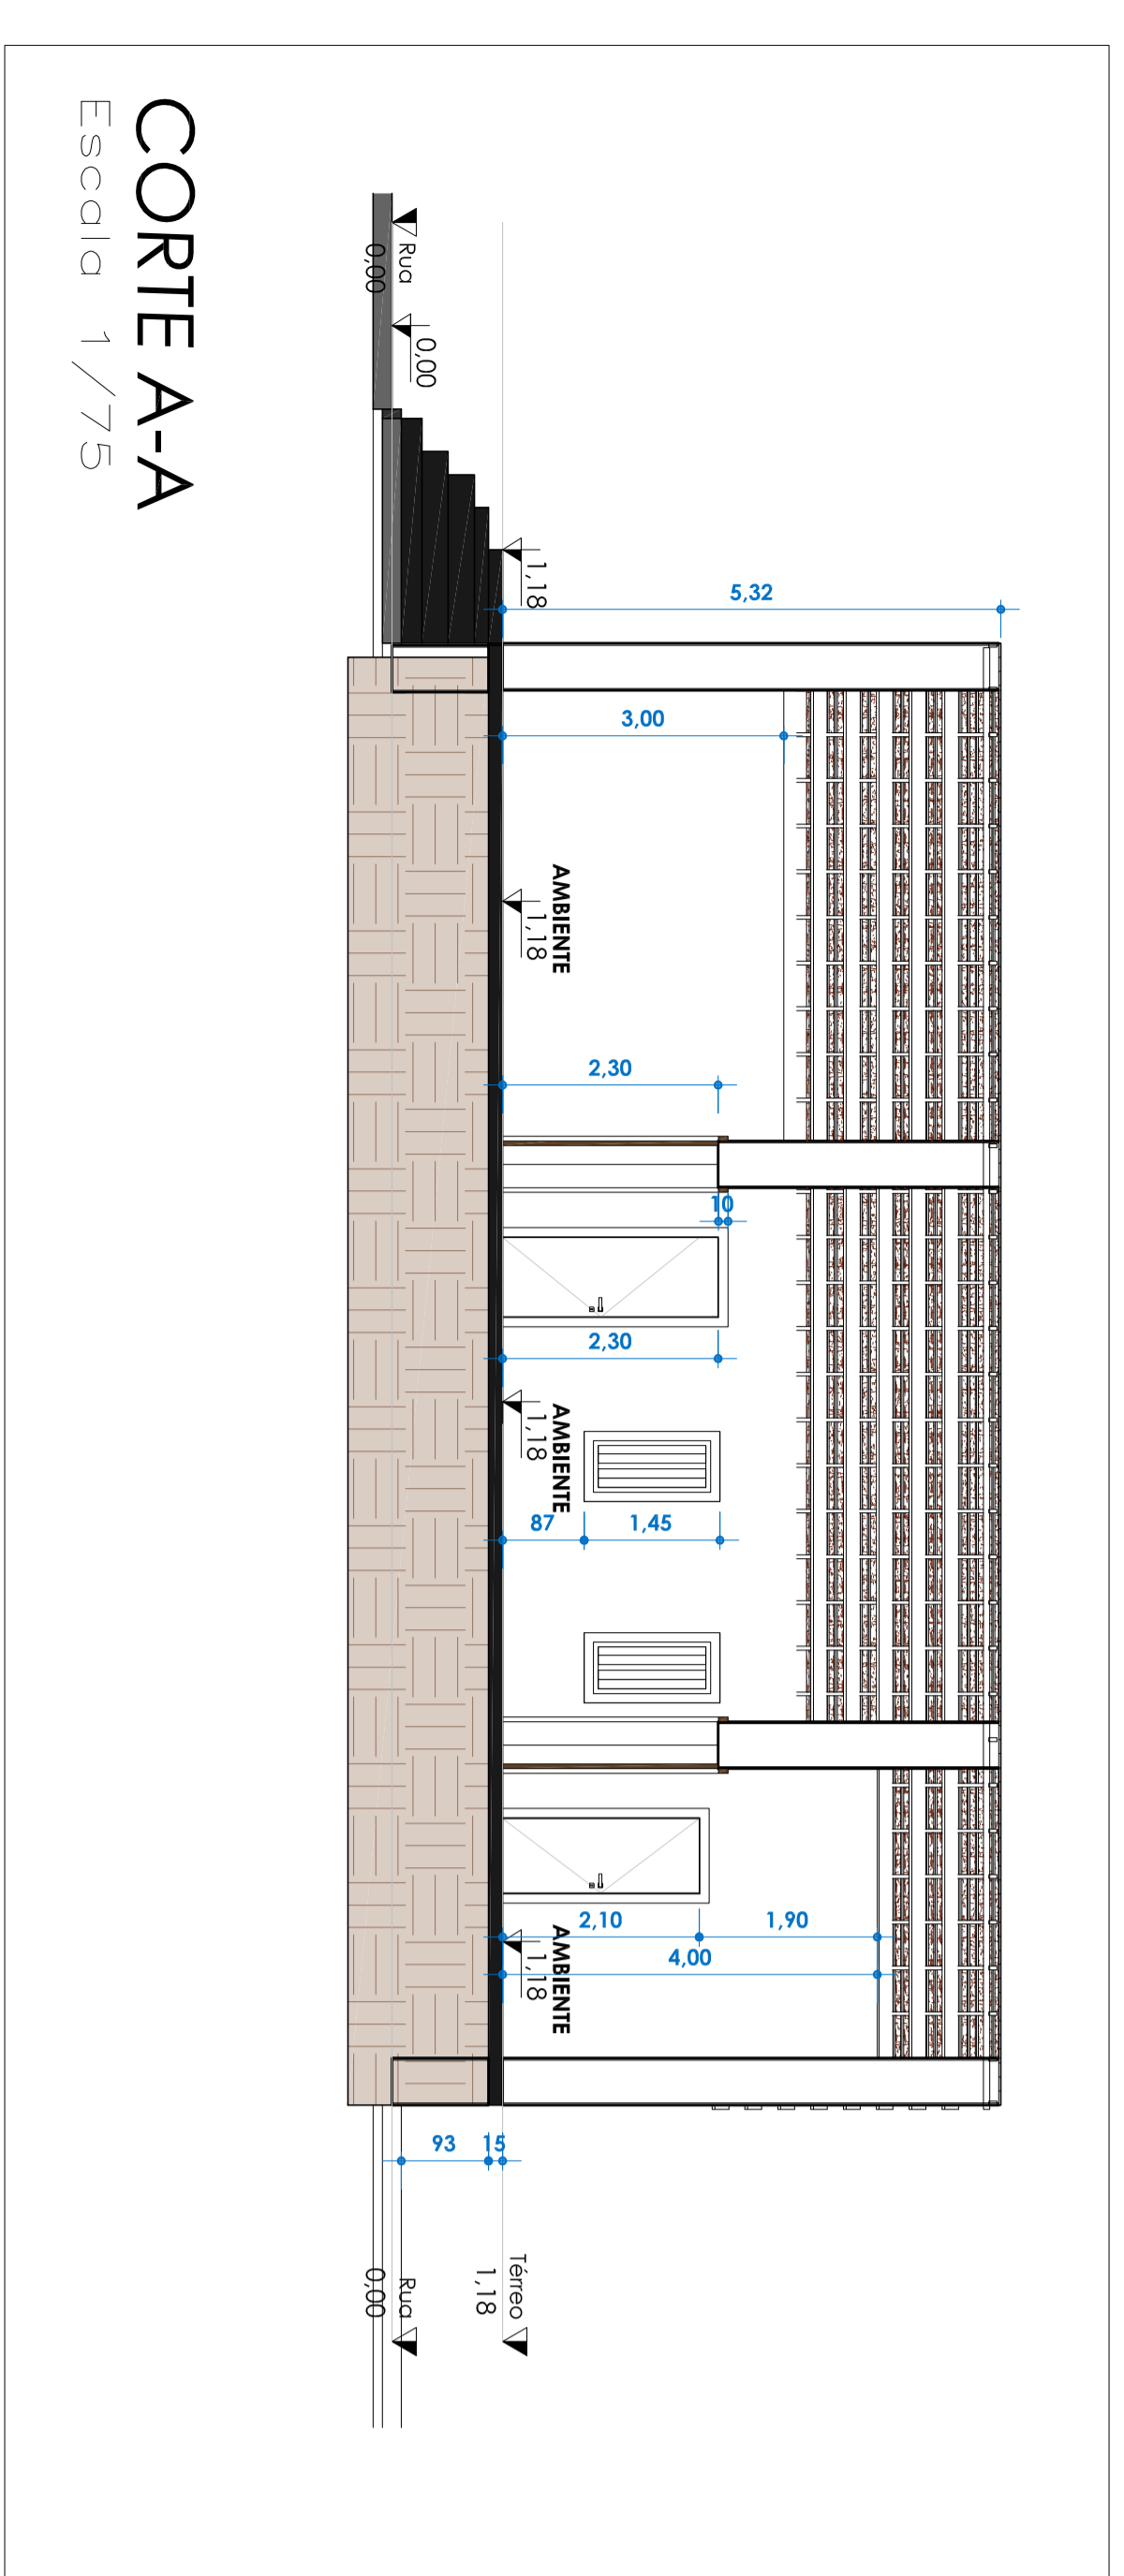 CORTE A-A
Escala 1/75
Rua
0,00
0,00
1,18
5,32
3,00
AMBIENTE
1,18
2,30
10
2,30
AMBIENTE
1,18
87
1,45
2,10
1,90
4,00
AMBIENTE
1,18
93
15
Térreo
1,18
Rua
0,00